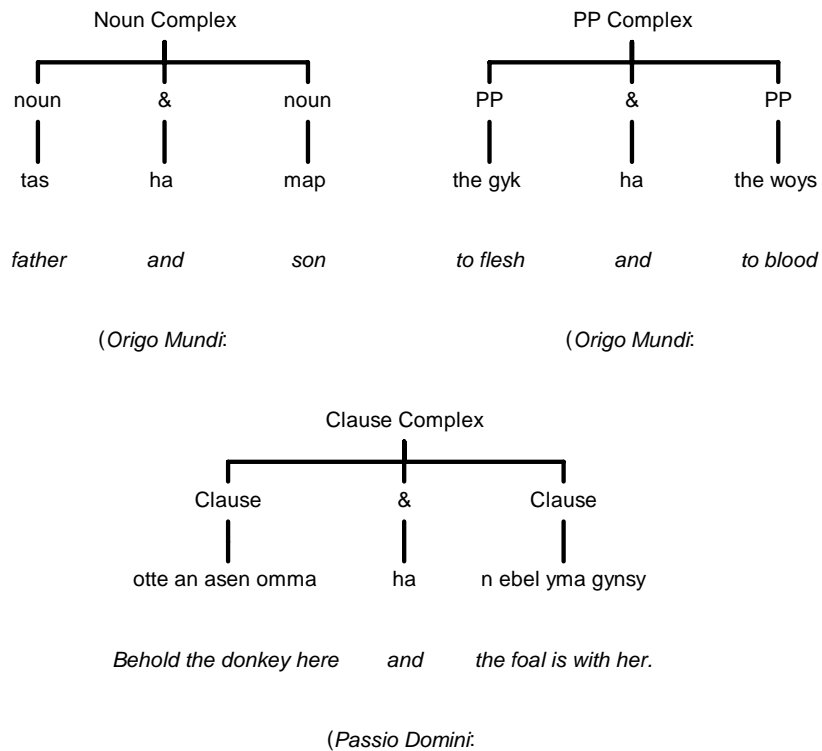 Noun Complex
noun & noun
tas ha map
father and son
(Origo Mundi:
PP Complex
PP & PP
the gyk ha the woys
to flesh and to blood
(Origo Mundi:
Clause Complex
Clause & Clause
otte an asen omma ha n ebel yma gynsy
Behold the donkey here and the foal is with her.
(Passio Domini: